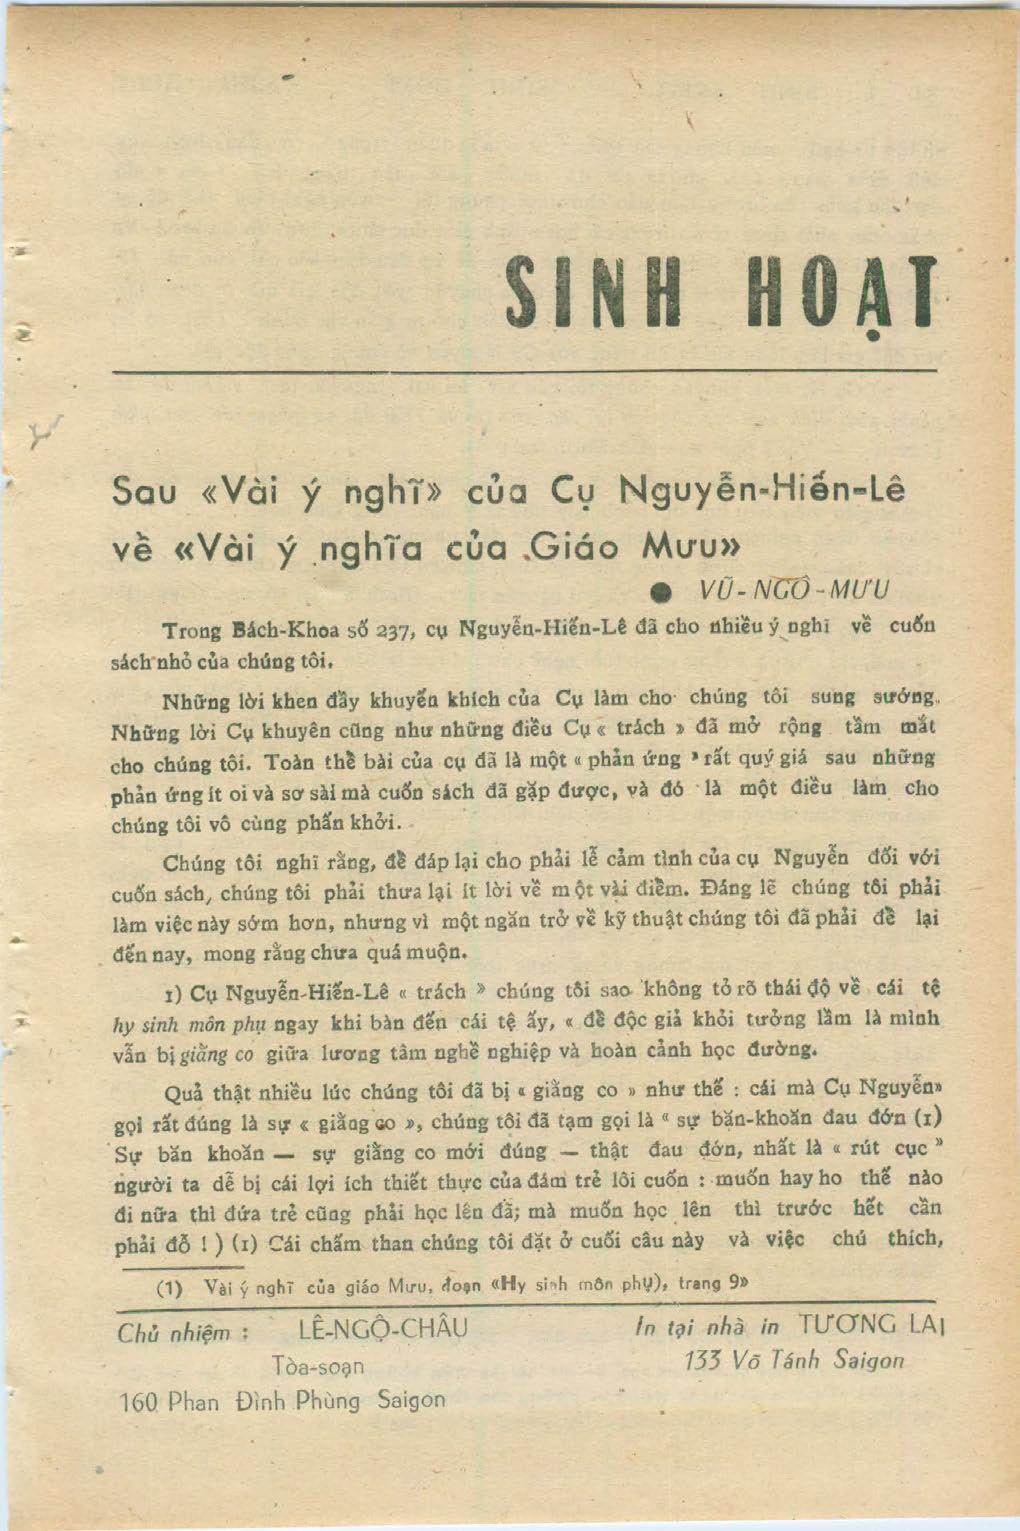 SINH HOẠT
Sau «Vài ý nghĩ» của Cụ Nguyễn-Hiến-Lê
về «Vài ý nghĩa của Giáo Mưu»
● VŨ-NGÔ-MƯU
Trong Bách-Khoa số 237, cụ Nguyễn-Hiến-Lê đã cho nhiều ý nghĩ về cuốn
sách nhỏ của chúng tôi.
Những lời khen đầy khuyến khích của Cụ làm cho chúng tôi sung sướng.
Những lời Cụ khuyên cũng như những điều Cụ « trách » đã mở rộng tầm mắt
cho chúng tôi. Toàn thể bài của cụ đã là một « phản ứng » rất quý giá sau những
phản ứng ít oi và sơ sài mà cuốn sách đã gặp được, và đó là một điều làm cho
chúng tôi vô cùng phấn khởi.
Chúng tôi nghĩ rằng, để đáp lại cho phải lễ cảm tình của cụ Nguyễn đối với
cuốn sách, chúng tôi phải thưa lại ít lời về một vài điểm. Đáng lẽ chúng tôi phải
làm việc này sớm hơn, nhưng vì một ngăn trở về kỹ thuật chúng tôi đã phải để lại
đến nay, mong rằng chưa quá muộn.
1) Cụ Nguyễn-Hiến-Lê « trách » chúng tôi sao không tỏ rõ thái độ về cái tệ
hy sinh môn phụ ngay khi bàn đến cái tệ ấy, « để độc giả khỏi tưởng lầm là mình
vẫn bị giằng co giữa lương tâm nghề nghiệp và hoàn cảnh học đường.
Quả thật nhiều lúc chúng tôi đã bị « giằng co » như thế : cái mà Cụ Nguyễn»
gọi rất đúng là sự « giằng co », chúng tôi đã tạm gọi là “ sự băn-khoăn đau đớn (1)
Sự băn khoăn — sự giằng co mới đúng — thật đau đớn, nhất là « rút cục ”
người ta dễ bị cái lợi ích thiết thực của đám trẻ lôi cuốn : muốn hay ho thế nào
đi nữa thì đứa trẻ cũng phải học lên đã; mà muốn học lên thì trước hết cần
phải đỗ ! ) (1) Cái chấm than chúng tôi đặt ở cuối câu này và việc chú thích,
(1) Vài ý nghĩ của giáo Mưu, đoạn «Hy sinh môn phụ), trang 9»
Chủ nhiệm : LÊ-NGỘ-CHÂU
Tòa-soạn
160 Phan Đình Phùng Saigon
In tại nhà in TƯƠNG LAI
133 Võ Tánh Saigon